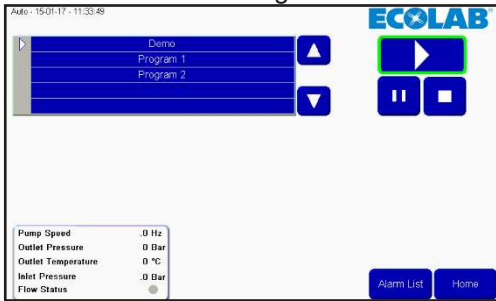 Auto - 15-01-17 - 11:33:49
ECOLAB®
Demo
Program 1
Program 2
Pump Speed .0 Hz
Outlet Pressure 0 Bar
Outlet Temperature 0 °C
Inlet Pressure .0 Bar
Flow Status
Alarm List
Home